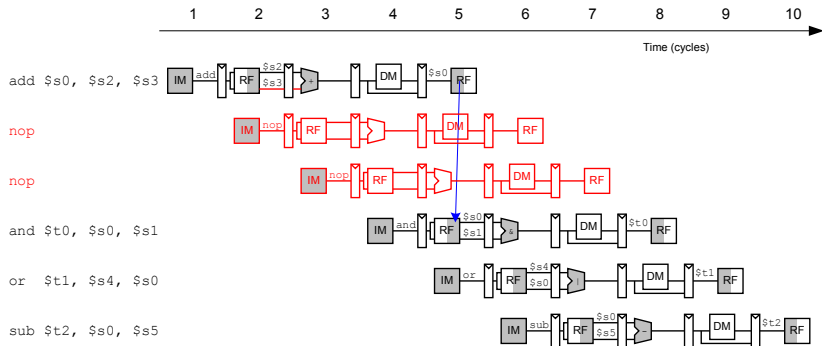 1 2 3 4 5 6 7 8 9 10
Time (cycles)
add $s0, $s2, $s3 IM add RF $s2 $s3 + DM $s0 RF
nop IM nop RF DM RF
nop IM nop RF DM RF
and $t0, $s0, $s1 IM and RF $s0 $s1 & DM $t0 RF
or $t1, $s4, $s0 IM or RF $s4 $s0 | DM $t1 RF
sub $t2, $s0, $s5 IM sub RF $s0 $s5 - DM $t2 RF